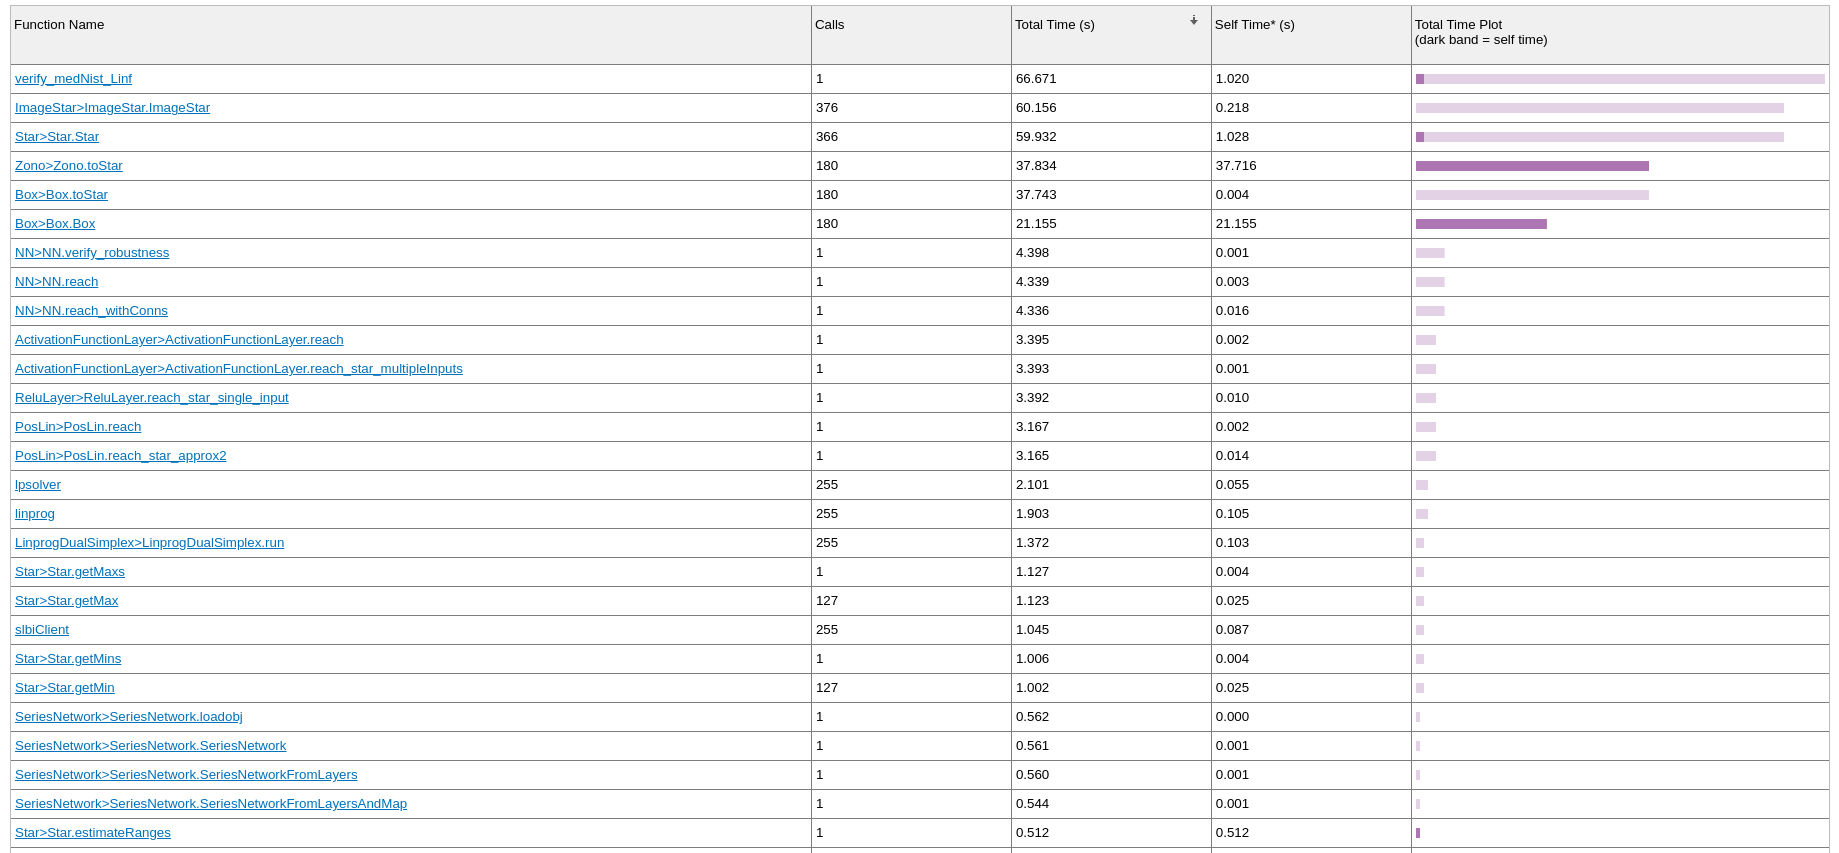 Function Name Calls Total Time (s) Self Time* (s) Total Time Plot
(dark band = self time)
verify_medNist_Linf 1 66.671 1.020
ImageStar>ImageStar.ImageStar 376 60.156 0.218
Star>Star.Star 366 59.932 1.028
Zono>Zono.toStar 180 37.834 37.716
Box>Box.toStar 180 37.743 0.004
Box>Box.Box 180 21.155 21.155
NN>NN.verify_robustness 1 4.398 0.001
NN>NN.reach 1 4.339 0.003
NN>NN.reach_withConns 1 4.336 0.016
ActivationFunctionLayer>ActivationFunctionLayer.reach 1 3.395 0.002
ActivationFunctionLayer>ActivationFunctionLayer.reach_star_multipleInputs 1 3.393 0.001
ReluLayer>ReluLayer.reach_star_single_input 1 3.392 0.010
PosLin>PosLin.reach 1 3.167 0.002
PosLin>PosLin.reach_star_approx2 1 3.165 0.014
lpsolver 255 2.101 0.055
linprog 255 1.903 0.105
LinprogDualSimplex>LinprogDualSimplex.run 255 1.372 0.103
Star>Star.getMaxs 1 1.127 0.004
Star>Star.getMax 127 1.123 0.025
slbiClient 255 1.045 0.087
Star>Star.getMins 1 1.006 0.004
Star>Star.getMin 127 1.002 0.025
SeriesNetwork>SeriesNetwork.loadobj 1 0.562 0.000
SeriesNetwork>SeriesNetwork.SeriesNetwork 1 0.561 0.001
SeriesNetwork>SeriesNetwork.SeriesNetworkFromLayers 1 0.560 0.001
SeriesNetwork>SeriesNetwork.SeriesNetworkFromLayersAndMap 1 0.544 0.001
Star>Star.estimateRanges 1 0.512 0.512